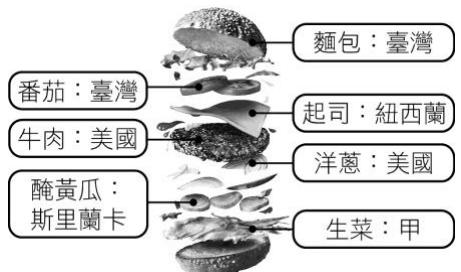 麵包：臺灣
番茄：臺灣
起司：紐西蘭
牛肉：美國
洋蔥：美國
醃黃瓜：
斯里蘭卡
生菜：甲